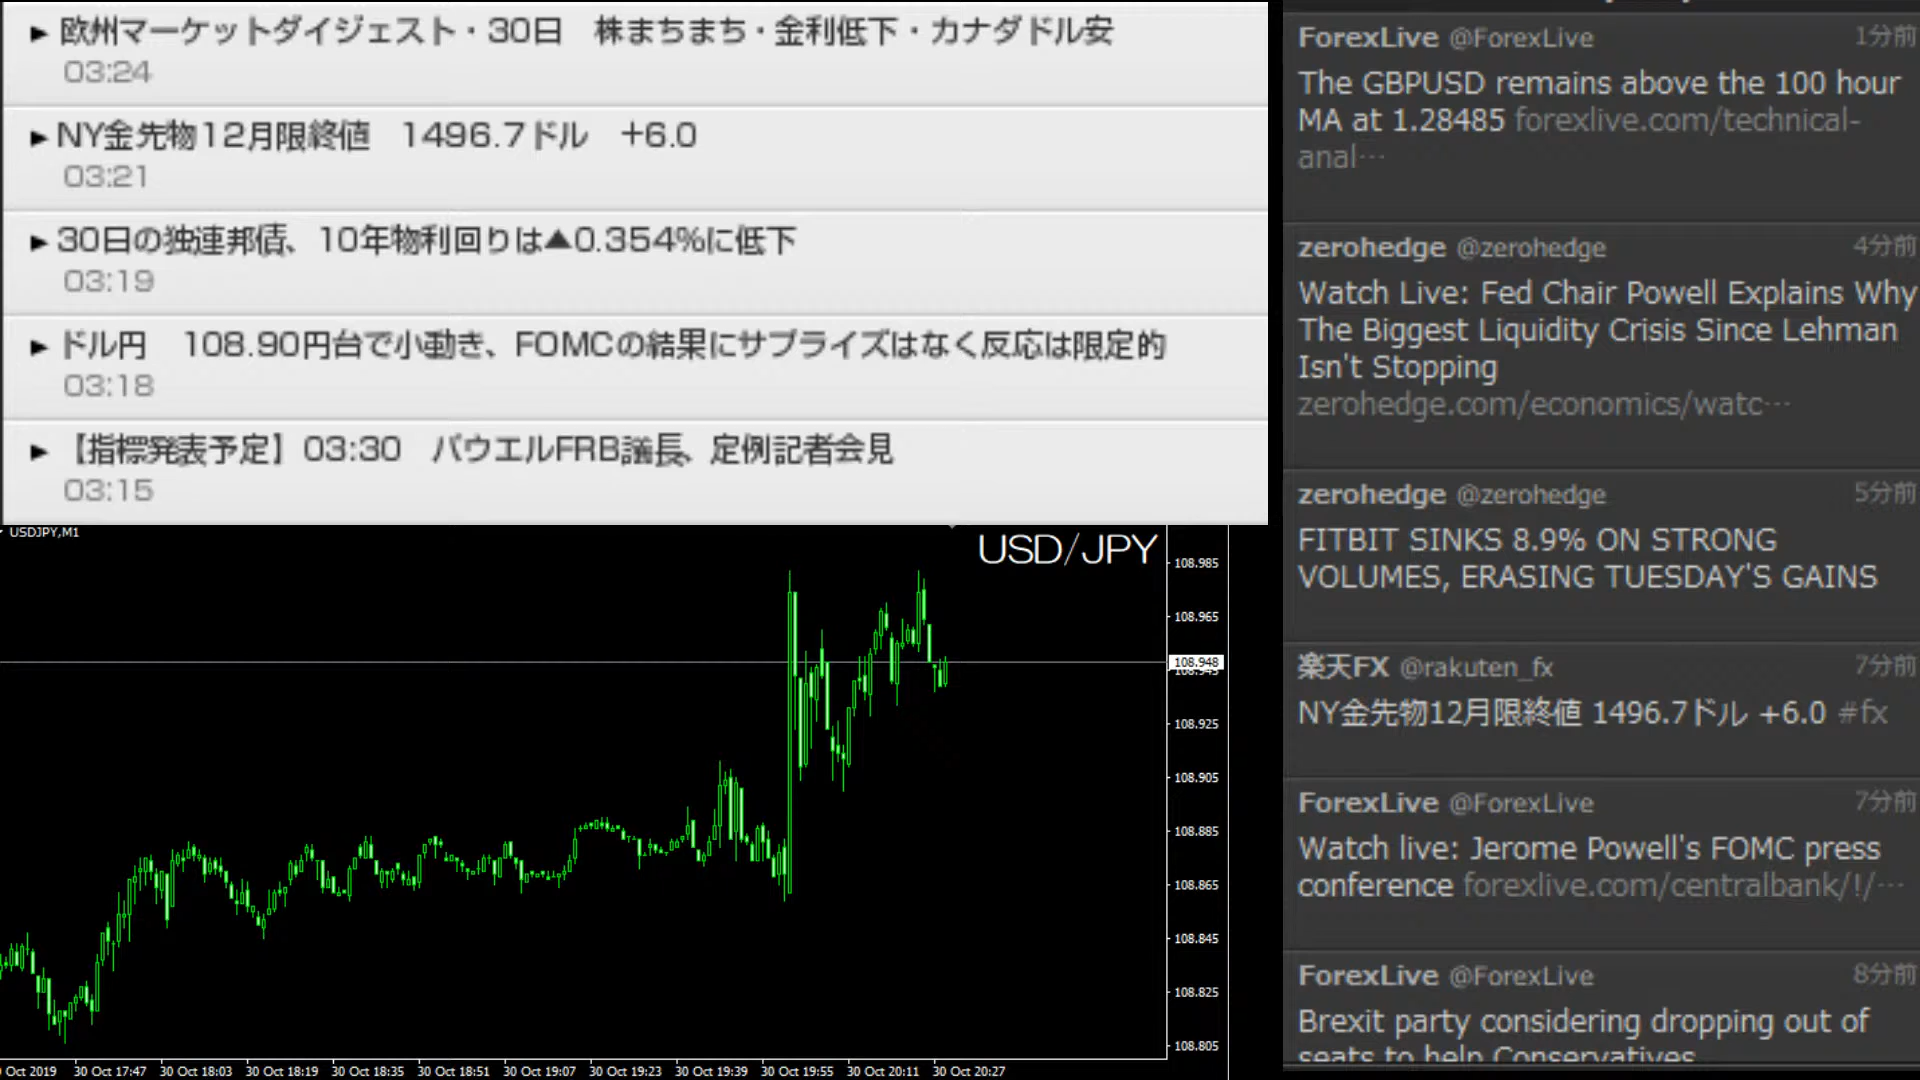 ▶欧州マーケットダイジェスト・30日　株まちまち・金利低下・カナダドル安
03:24
▶NY金先物12月限終値　1496.7ドル　+6.0
03:21
▶30日の独連邦債、10年物利回りは▲0.354%に低下
03:19
▶ドル円　108.90円台で小動き、FOMCの結果にサプライズはなく反応は限定的
03:18
▶【指標発表予定】03:30　パウエルFRB議長、定例記者会見
03:15
USDJPY,M1
USD/JPY
108.985
108.965
108.948
108.945
108.925
108.905
108.885
108.865
108.845
108.825
108.805
Oct 2019 30 Oct 17:47 30 Oct 18:03 30 Oct 18:19 30 Oct 18:35 30 Oct 18:51 30 Oct 19:07 30 Oct 19:23 30 Oct 19:39 30 Oct 19:55 30 Oct 20:11 30 Oct 20:27
ForexLive @ForexLive 1分前
The GBPUSD remains above the 100 hour
MA at 1.28485 forexlive.com/technical-
anal…
zerohedge @zerohedge 4分前
Watch Live: Fed Chair Powell Explains Why
The Biggest Liquidity Crisis Since Lehman
Isn't Stopping
zerohedge.com/economics/watc…
zerohedge @zerohedge 5分前
FITBIT SINKS 8.9% ON STRONG
VOLUMES, ERASING TUESDAY'S GAINS
楽天FX @rakuten_fx 7分前
NY金先物12月限終値 1496.7ドル +6.0 #fx
ForexLive @ForexLive 7分前
Watch live: Jerome Powell's FOMC press
conference forexlive.com/centralbank/!/…
ForexLive @ForexLive 8分前
Brexit party considering dropping out of
seats to help Conservatives